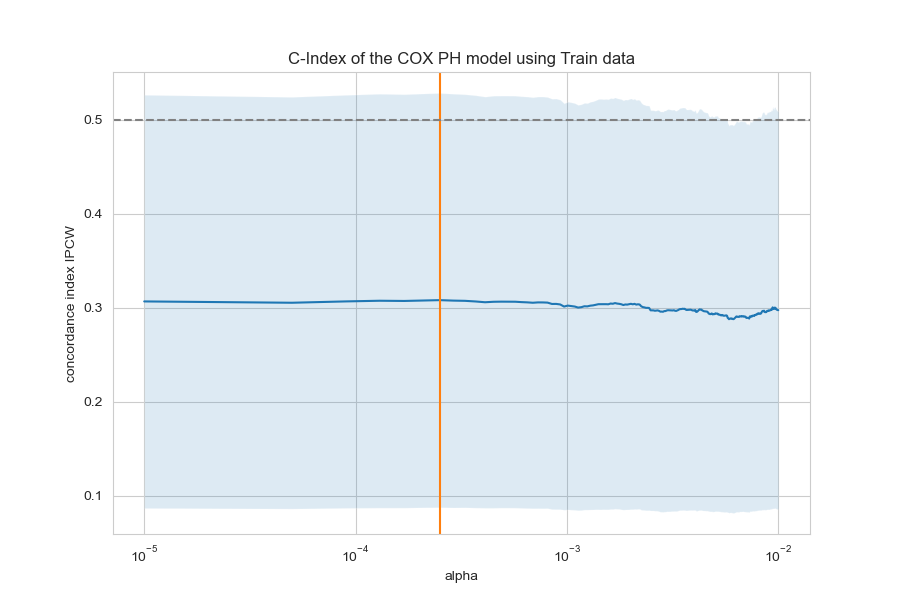 C-Index of the COX PH model using Train data
concordance index IPCW
0.5
0.4
0.3
0.2
0.1
10⁻⁵ 10⁻⁴ 10⁻³ 10⁻²
alpha